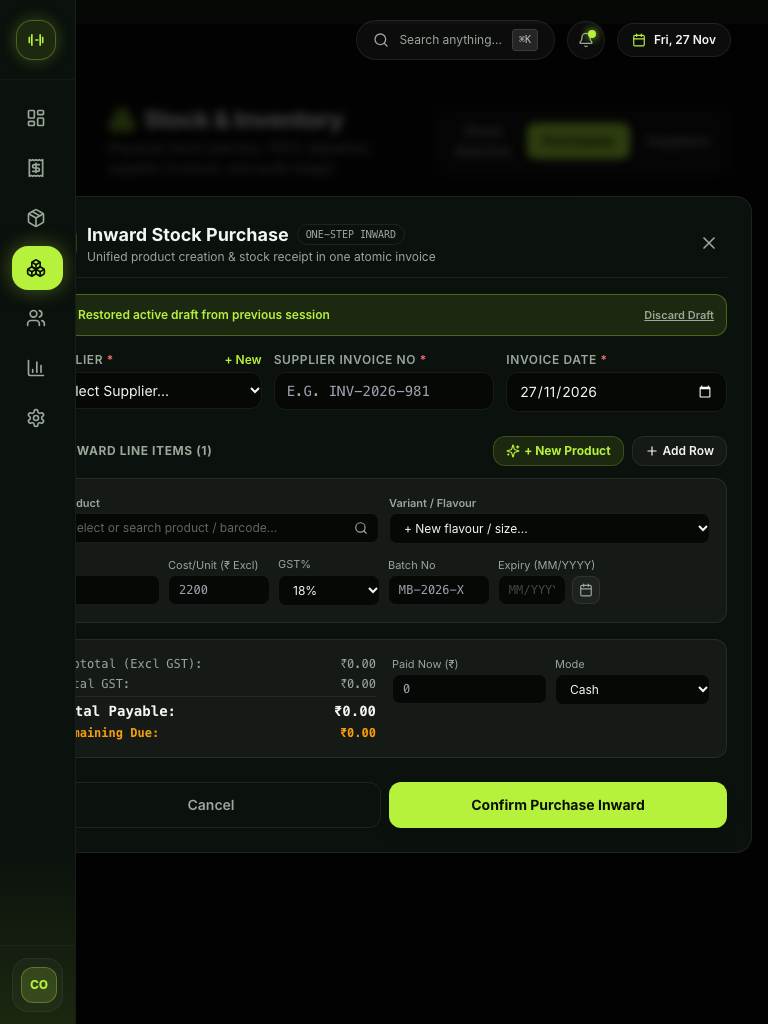 Search anything...
⌘K
Fri, 27 Nov
Stock & Inventory
Inward Stock Purchase
ONE-STEP INWARD
Unified product creation & stock receipt in one atomic invoice
Restored active draft from previous session
Discard Draft
LIER *
+ New
SUPPLIER INVOICE NO *
INVOICE DATE *
lect Supplier...
E.G. INV-2026-981
27/11/2026
WARD LINE ITEMS (1)
+ New Product
Add Row
duct
Variant / Flavour
elect or search product / barcode...
+ New flavour / size...
Cost/Unit (₹ Excl)
GST%
Batch No
Expiry (MM/YYYY)
2200
18%
MB-2026-X
MM/YYY
btotal (Excl GST):
₹0.00
Paid Now (₹)
Mode
tal GST:
₹0.00
0
Cash
tal Payable:
₹0.00
maining Due:
₹0.00
Cancel
Confirm Purchase Inward
CO